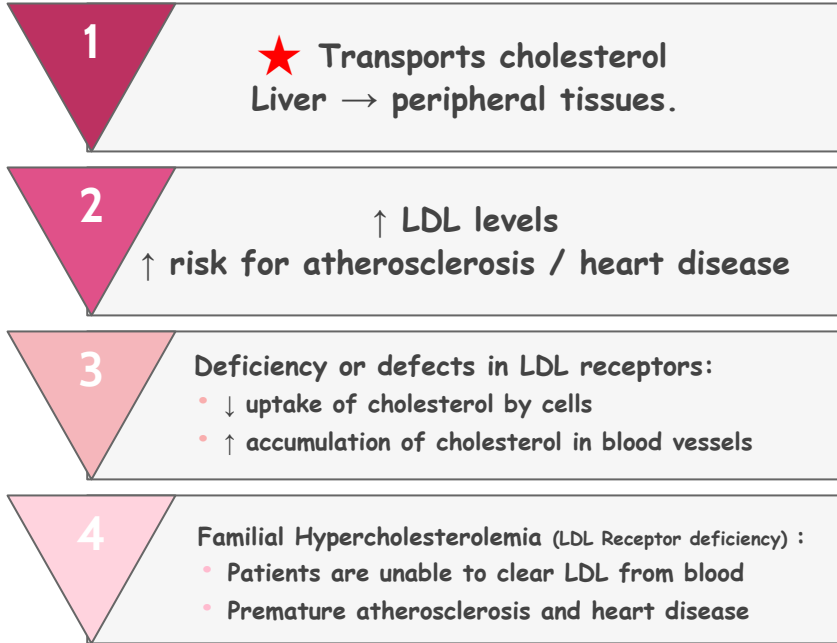 1
★ Transports cholesterol
Liver → peripheral tissues.
2
↑ LDL levels
↑ risk for atherosclerosis / heart disease
3
Deficiency or defects in LDL receptors:
• ↓ uptake of cholesterol by cells
• ↑ accumulation of cholesterol in blood vessels
4
Familial Hypercholesterolemia (LDL Receptor deficiency) :
• Patients are unable to clear LDL from blood
• Premature atherosclerosis and heart disease